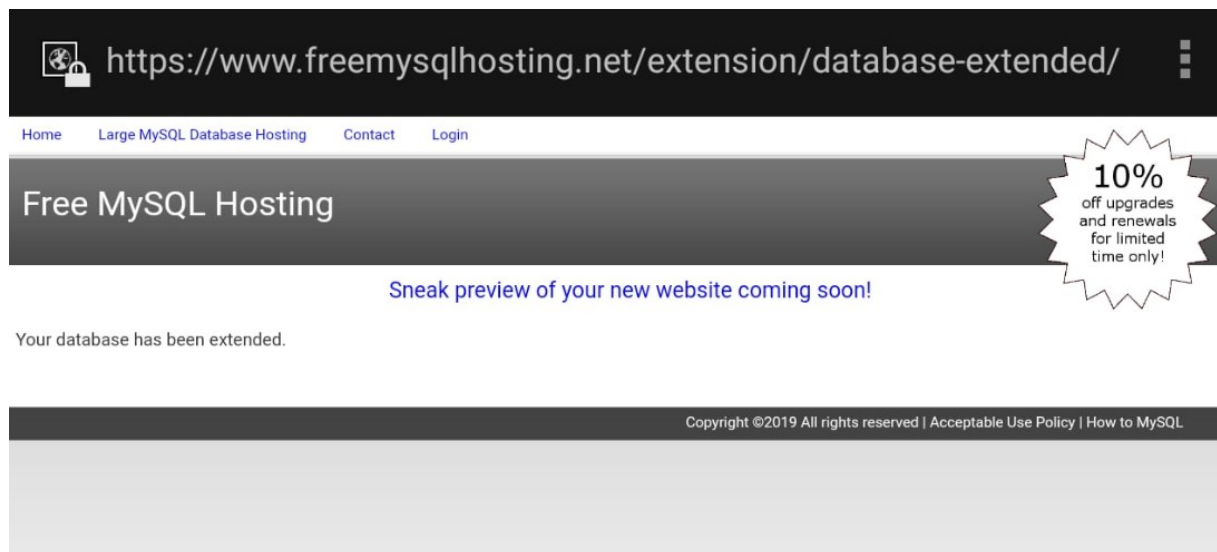 https://www.freemysqlhosting.net/extension/database-extended/
Home Large MySQL Database Hosting Contact Login
Free MySQL Hosting
10%
off upgrades
and renewals
for limited
time only!
Sneak preview of your new website coming soon!
Your database has been extended.
Copyright ©2019 All rights reserved | Acceptable Use Policy | How to MySQL